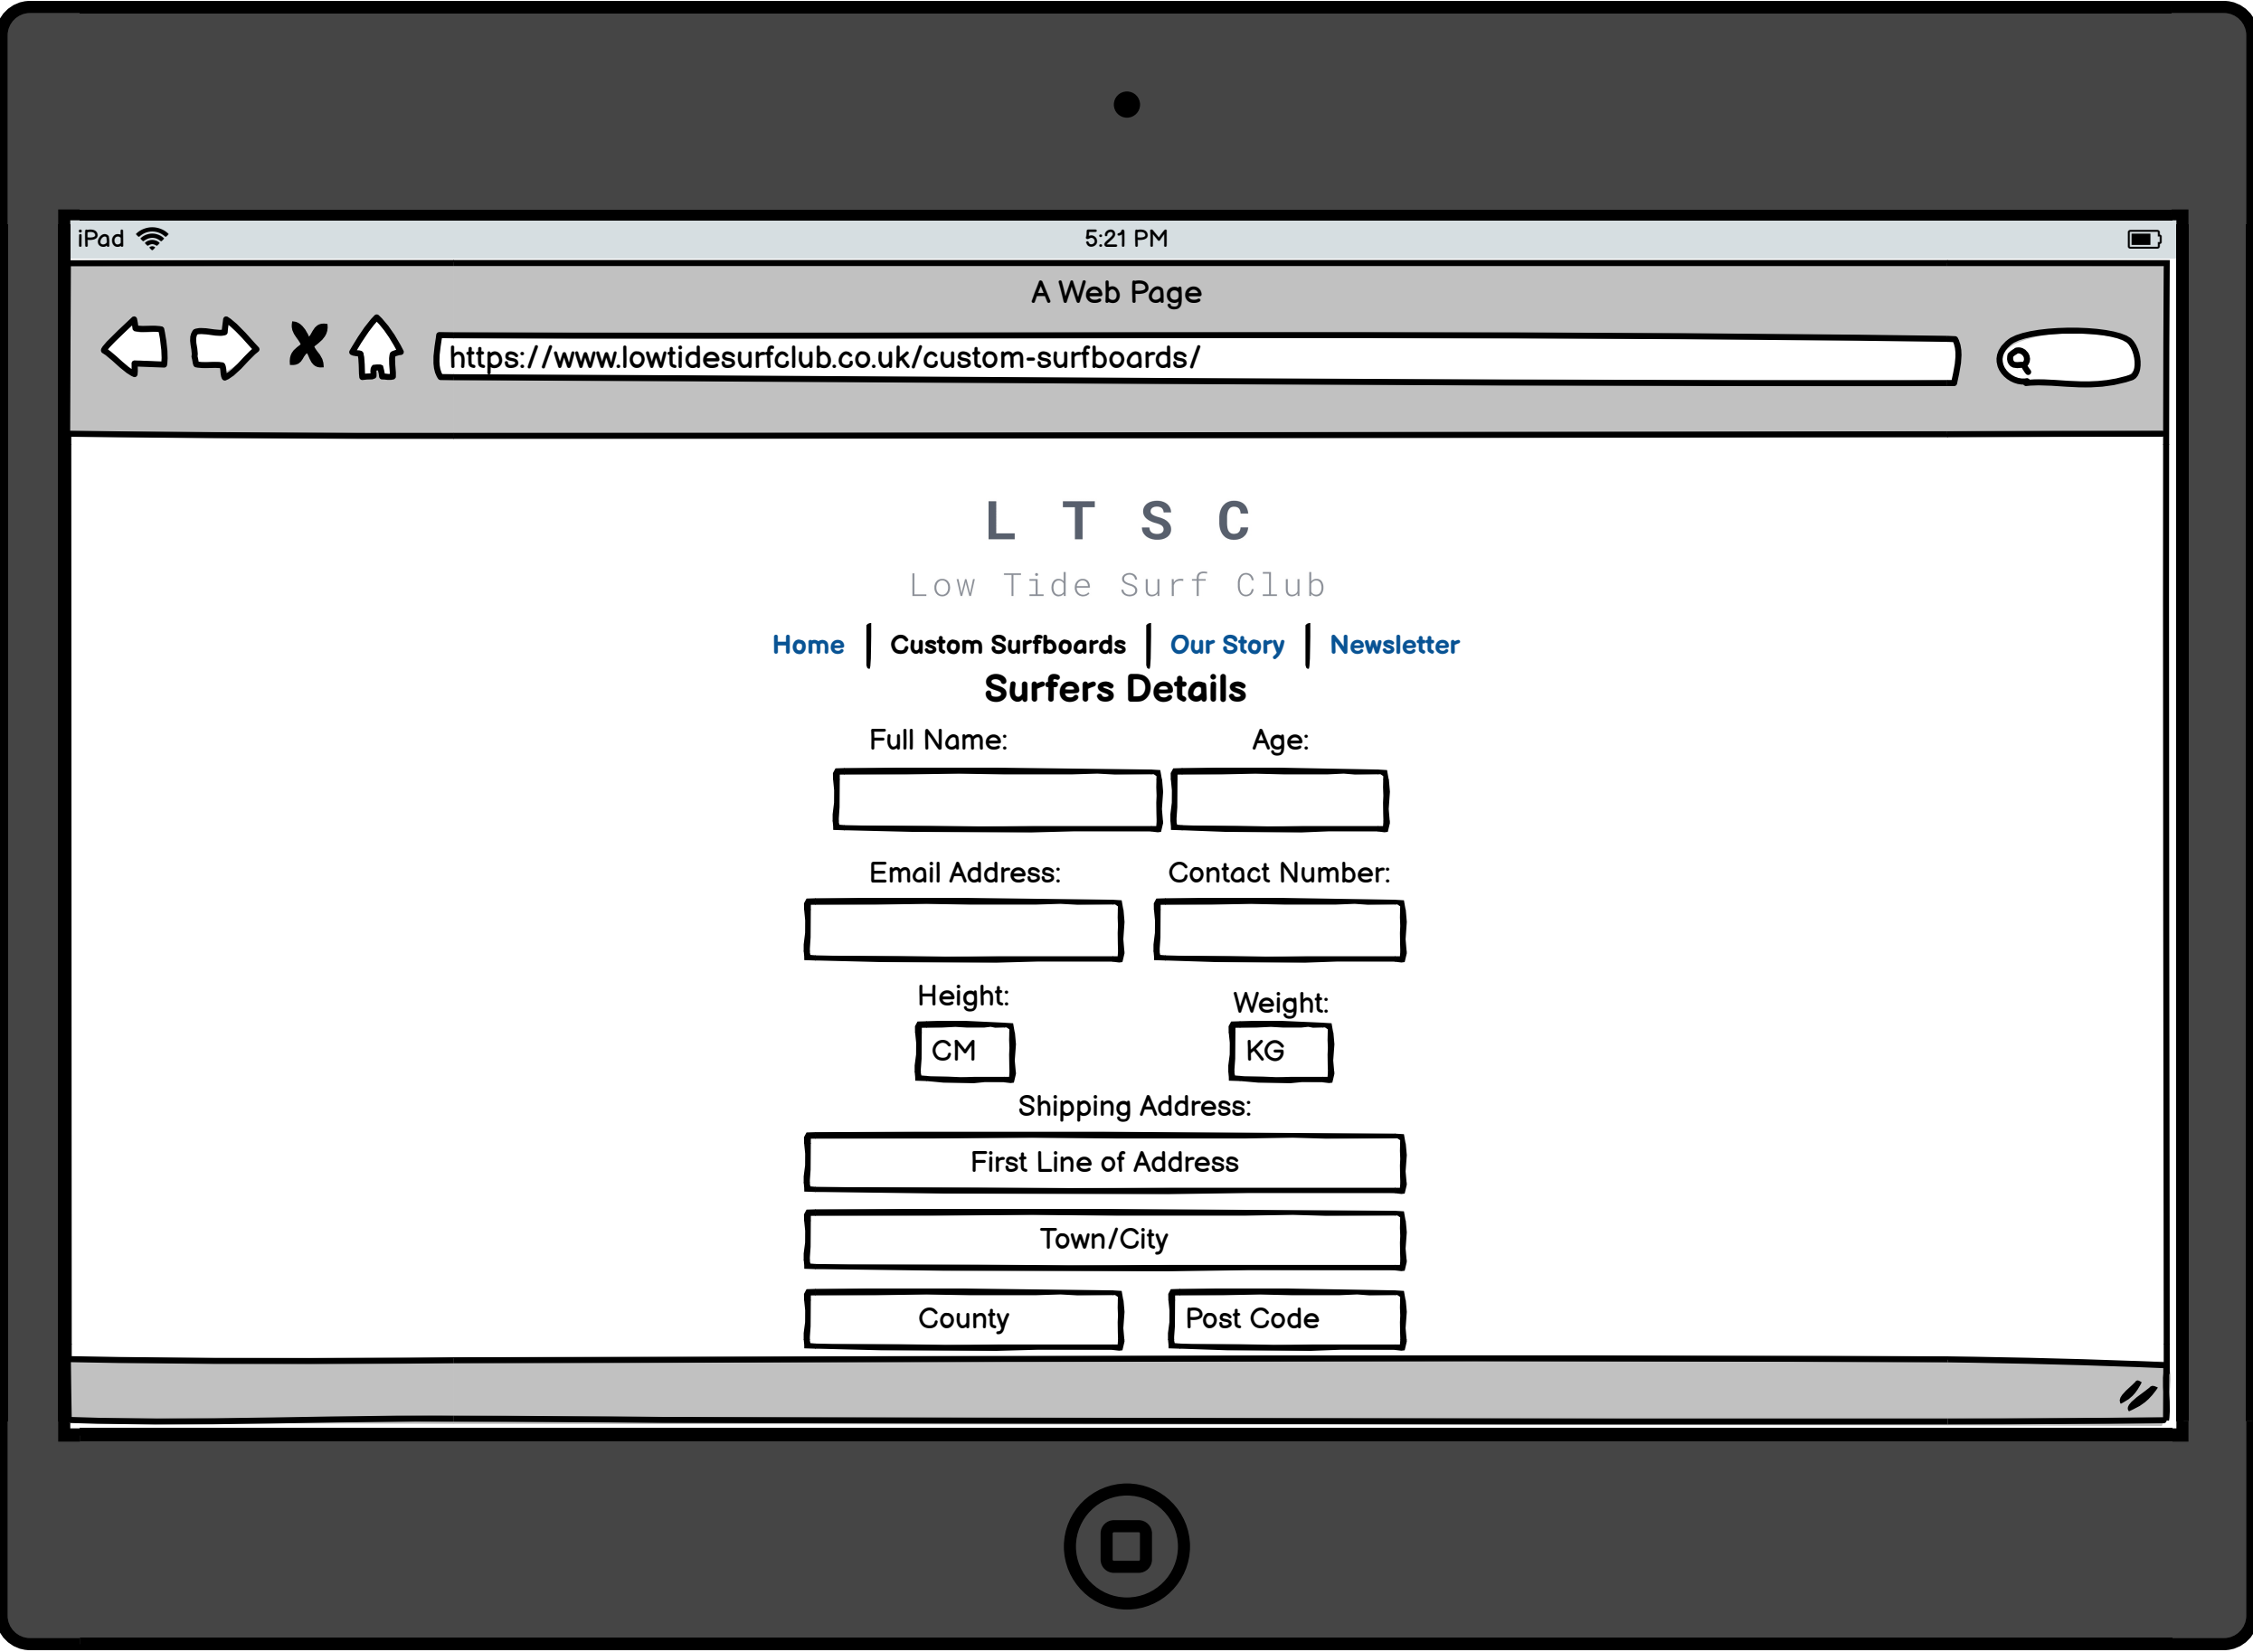 iPad 5:21 PM
A Web Page
https://www.lowtidesurfclub.co.uk/custom-surfboards/
L T S C
Low Tide Surf Club
Home Custom Surfboards Our Story Newsletter
Surfers Details
Full Name: Age:
Email Address: Contact Number:
Height: Weight:
CM KG
Shipping Address:
First Line of Address
Town/City
County Post Code